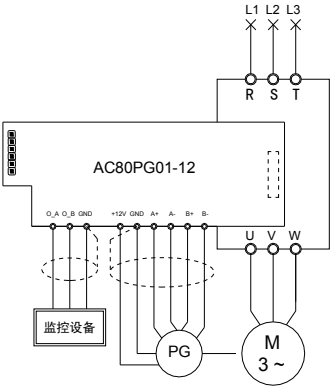 L1 L2 L3
R S T
AC80PG01-12
O_A O_B GND +12V GND A+ A- B+ B-
U V W
监控设备
PG
M
3 ~